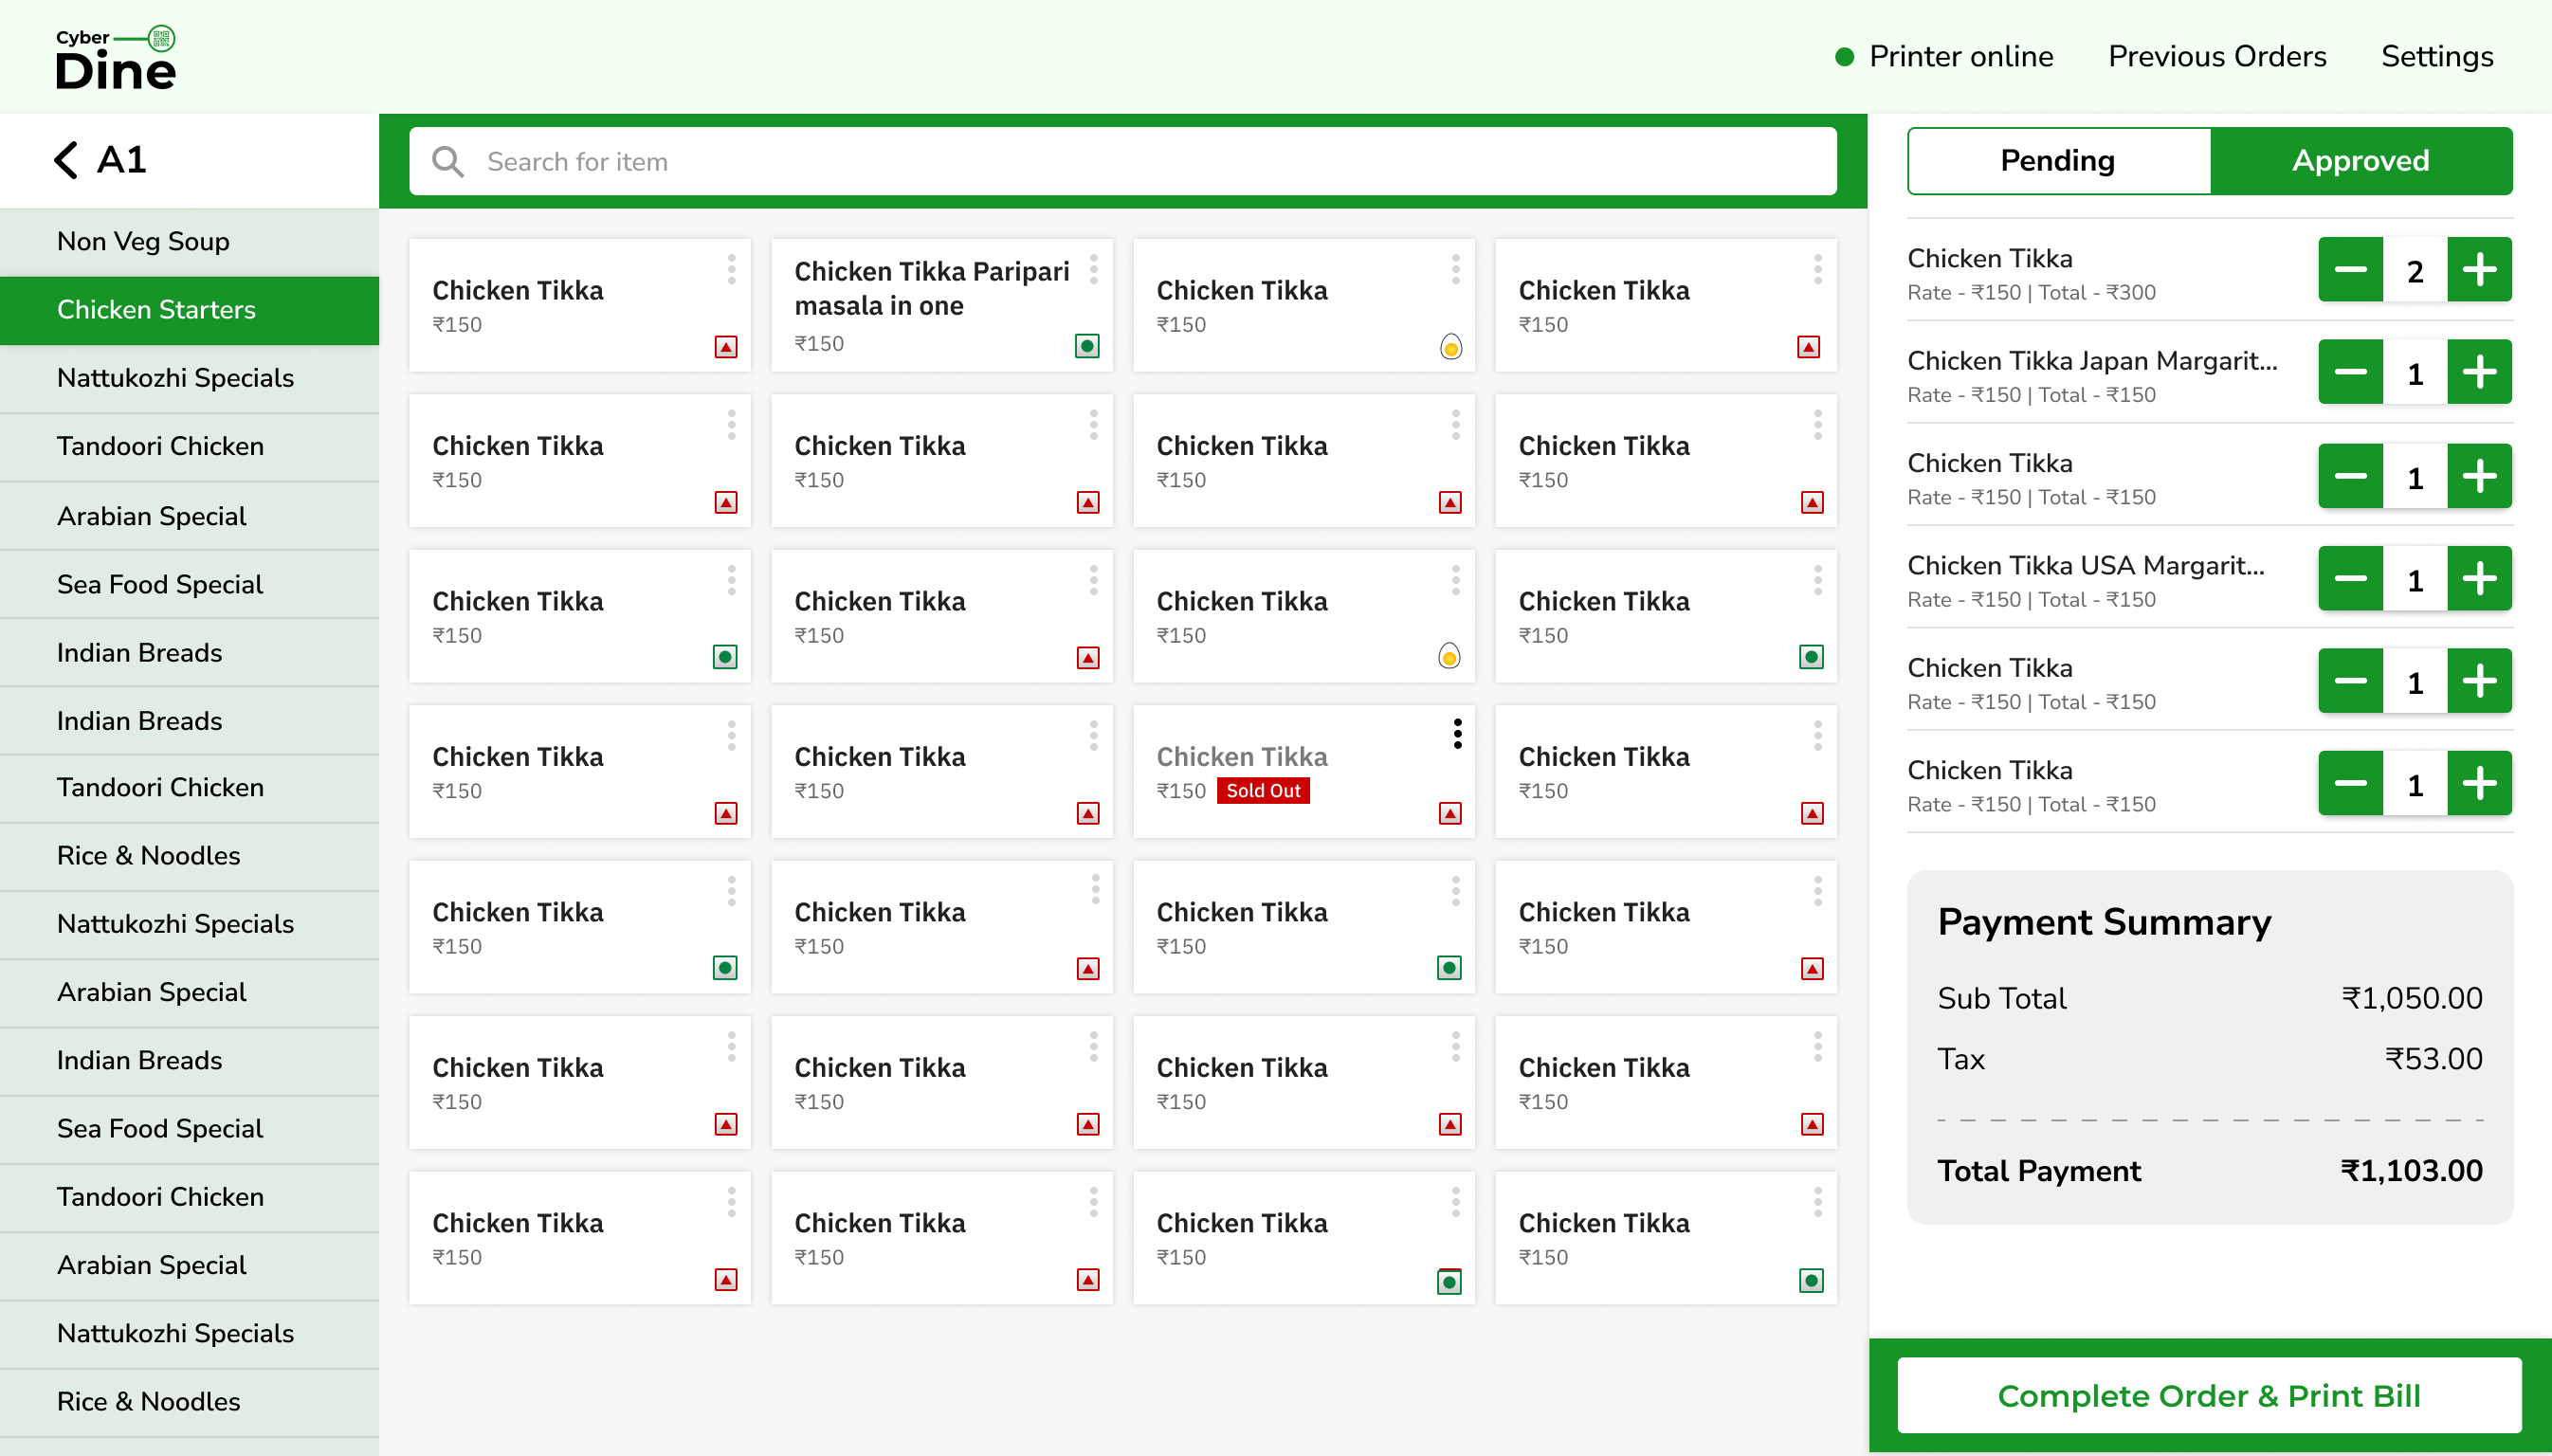 Cyber
Dine
Printer online
Previous Orders
Settings
A1
Search for item
Pending
Approved
Non Veg Soup
Chicken Starters
Nattukozhi Specials
Tandoori Chicken
Arabian Special
Sea Food Special
Indian Breads
Indian Breads
Tandoori Chicken
Rice & Noodles
Nattukozhi Specials
Arabian Special
Indian Breads
Sea Food Special
Tandoori Chicken
Arabian Special
Nattukozhi Specials
Rice & Noodles
Chicken Tikka
₹150
Chicken Tikka Paripari
masala in one
₹150
Chicken Tikka
₹150
Chicken Tikka
₹150
Chicken Tikka
₹150
Chicken Tikka
₹150
Chicken Tikka
₹150
Chicken Tikka
₹150
Chicken Tikka
₹150
Chicken Tikka
₹150
Chicken Tikka
₹150
Chicken Tikka
₹150
Chicken Tikka
₹150
Chicken Tikka
₹150
Chicken Tikka
₹150 Sold Out
Chicken Tikka
₹150
Chicken Tikka
₹150
Chicken Tikka
₹150
Chicken Tikka
₹150
Chicken Tikka
₹150
Chicken Tikka
₹150
Chicken Tikka
₹150
Chicken Tikka
₹150
Chicken Tikka
₹150
Chicken Tikka
₹150
Chicken Tikka
₹150
Chicken Tikka
₹150
Chicken Tikka
₹150
Chicken Tikka
Rate - ₹150 | Total - ₹300
2
Chicken Tikka Japan Margarit...
Rate - ₹150 | Total - ₹150
1
Chicken Tikka
Rate - ₹150 | Total - ₹150
1
Chicken Tikka USA Margarit...
Rate - ₹150 | Total - ₹150
1
Chicken Tikka
Rate - ₹150 | Total - ₹150
1
Chicken Tikka
Rate - ₹150 | Total - ₹150
1
Payment Summary
Sub Total ₹1,050.00
Tax ₹53.00
Total Payment ₹1,103.00
Complete Order & Print Bill